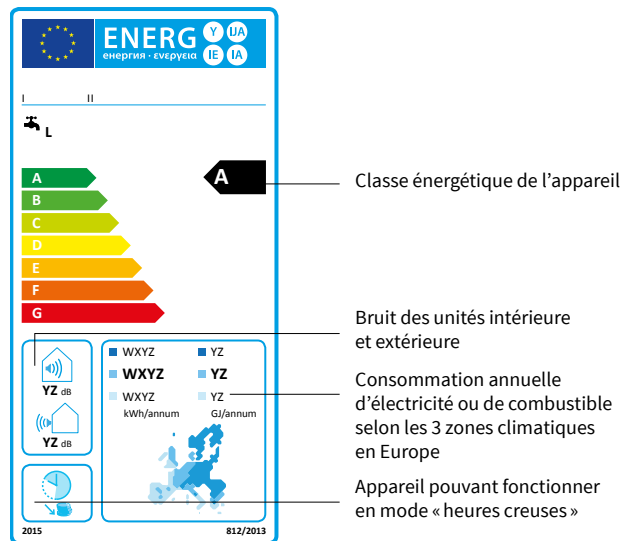 ENERG
енергия · ενεργεια
Y IJA
IE IA
I II
L
A
A
B
C
D
E
F
G
Classe énergétique de l'appareil
Bruit des unités intérieure
et extérieure
YZ dB
YZ dB
WXYZ YZ
WXYZ YZ
WXYZ YZ
kWh/annum GJ/annum
Consommation annuelle
d'électricité ou de combustible
selon les 3 zones climatiques
en Europe
Appareil pouvant fonctionner
en mode « heures creuses »
2015 812/2013